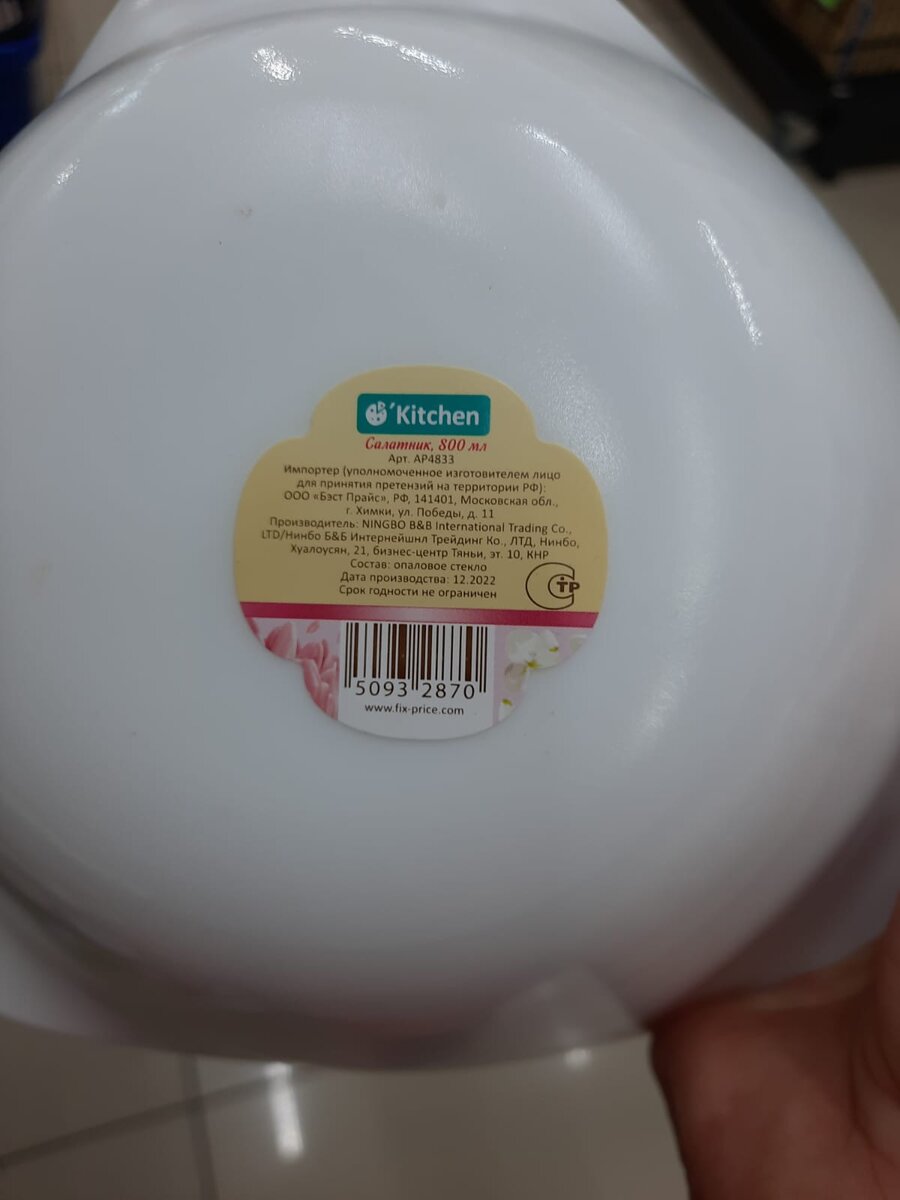 'Kitchen
Салатник, 800 мл
Арт. AP4833
Импортер (уполномоченное изготовителем лицо
для принятия претензий на территории РФ):
ООО «Бэст Прайс», РФ, 141401, Московская обл.,
г. Химки, ул. Победы, д. 11
Производитель: NINGBO B&B International Trading Co.,
LTD/Нинбо Б&Б Интернейшнл Трейдинг Ко., ЛТД, Нинбо,
Хуалоусян, 21, бизнес-центр Тяньи, эт. 10, КНР
Состав: опаловое стекло
Дата производства: 12.2022
Срок годности не ограничен
СТР
5093 2870
www.fix-price.com